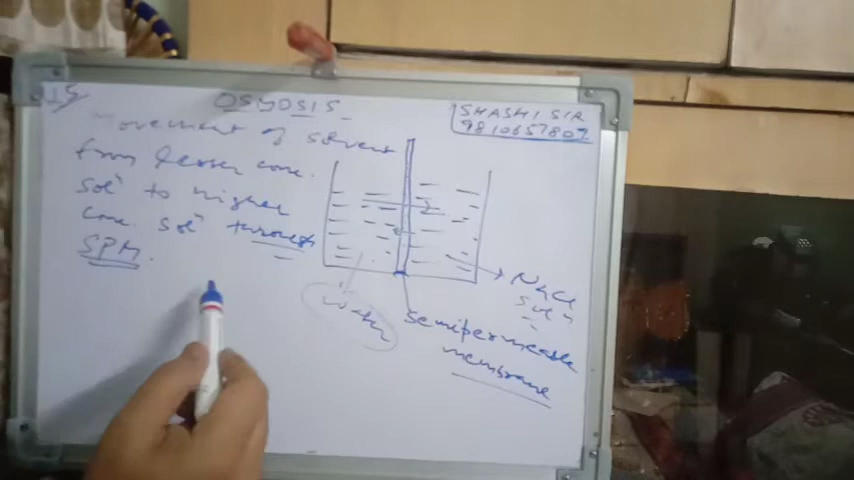 OSMOSIS
SHASHI SIR
9810657807
Movement of solvent
from lesser conc.
solⁿ to higher
conc. solⁿ through
SPM.
NaCl
solⁿ
water
semipermeable
membrane